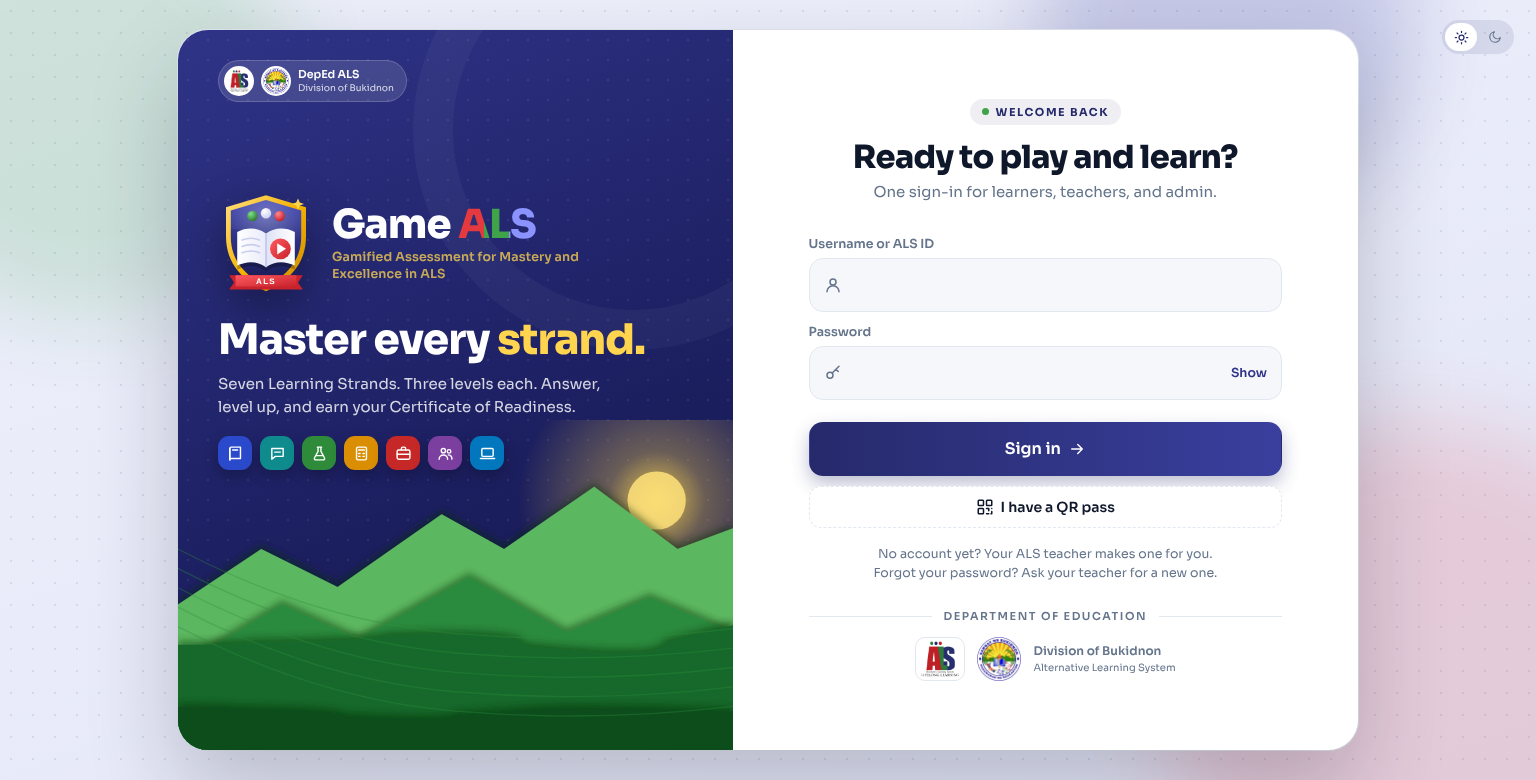 DepEd ALS
Division of Bukidnon
ALS
Game ALS
Gamified Assessment for Mastery and
Excellence in ALS
Master every strand.
Seven Learning Strands. Three levels each. Answer,
level up, and earn your Certificate of Readiness.
WELCOME BACK
Ready to play and learn?
One sign-in for learners, teachers, and admin.
Username or ALS ID
Password
Show
Sign in →
I have a QR pass
No account yet? Your ALS teacher makes one for you.
Forgot your password? Ask your teacher for a new one.
DEPARTMENT OF EDUCATION
ALS
Division of Bukidnon
Alternative Learning System